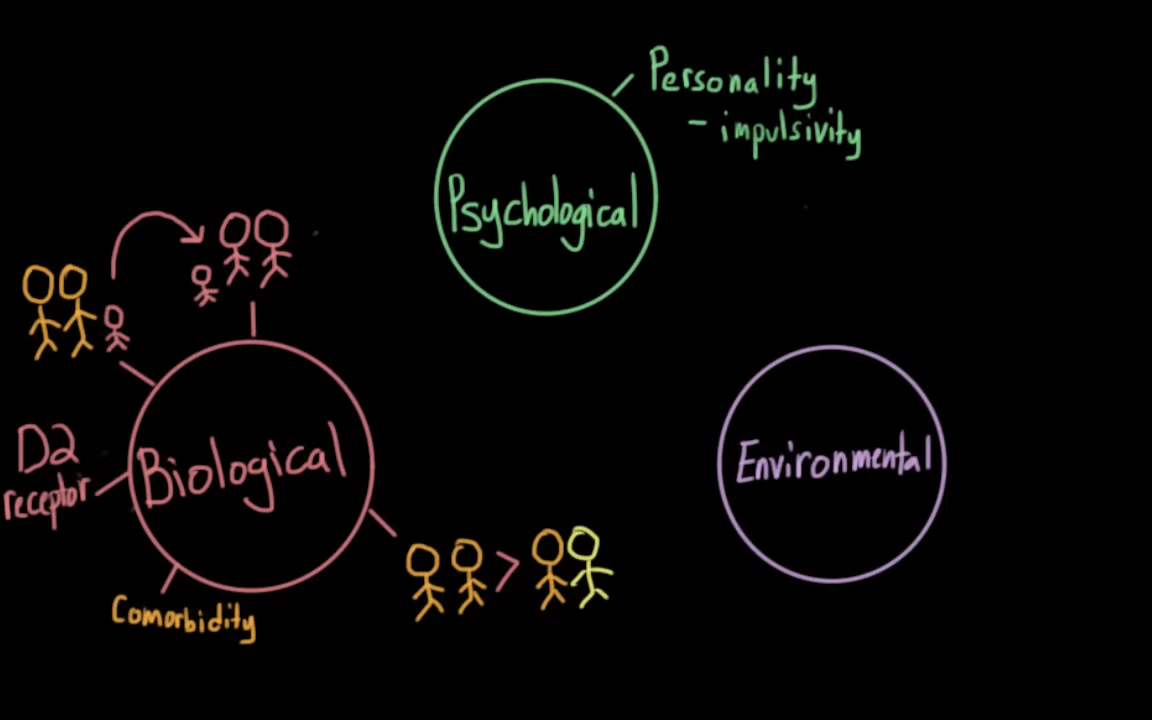 Personality
- impulsivity
Psychological
D2
receptor
Biological
Environmental
>
Comorbidity